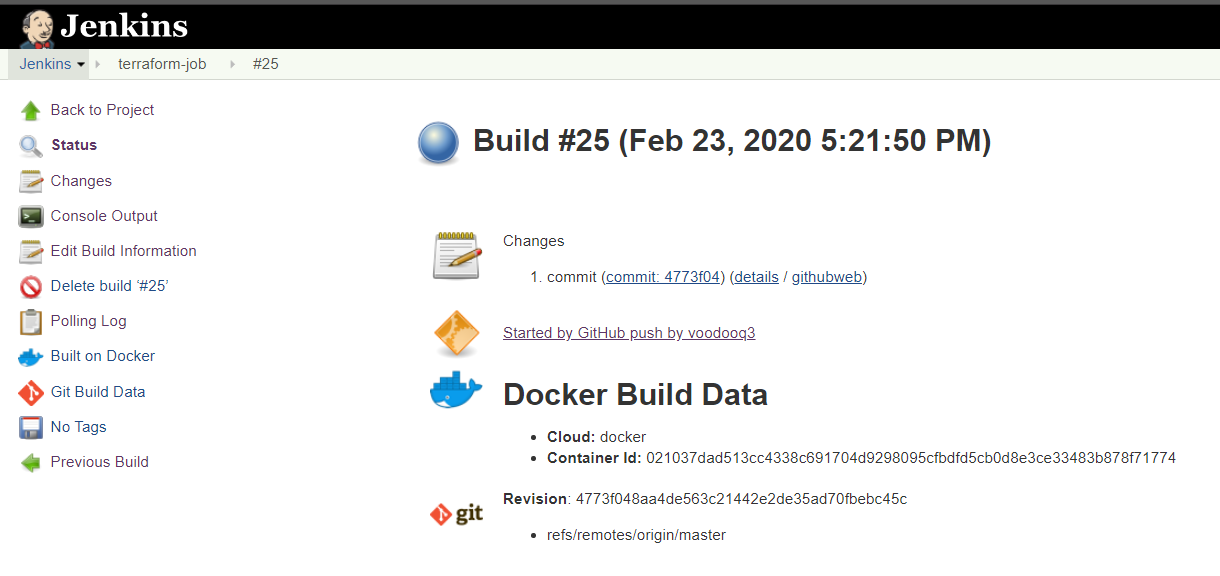 Jenkins
Jenkins terraform-job #25
Back to Project
Status
Changes
Console Output
Edit Build Information
Delete build ‘#25’
Polling Log
Built on Docker
Git Build Data
No Tags
Previous Build
Build #25 (Feb 23, 2020 5:21:50 PM)
Changes
1. commit (commit: 4773f04) (details / githubweb)
Started by GitHub push by voodooq3
Docker Build Data
Cloud: docker
Container Id: 021037dad513cc4338c691704d9298095cfbdfd5cb0d8e3ce33483b878f71774
git
Revision: 4773f048aa4de563c21442e2de35ad70fbebc45c
refs/remotes/origin/master